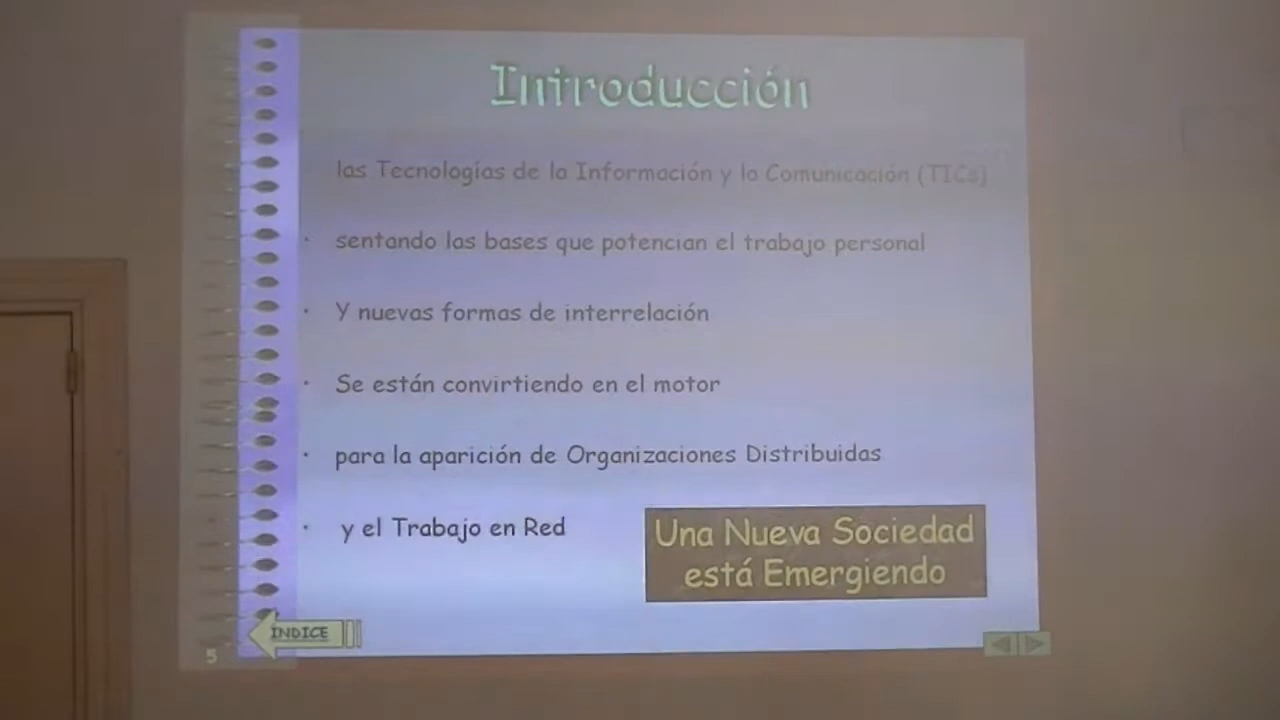 Introducción
las Tecnologías de la Información y la Comunicación (TICs)
· sentando las bases que potencian el trabajo personal
· Y nuevas formas de interrelación
· Se están convirtiendo en el motor
· para la aparición de Organizaciones Distribuidas
· y el Trabajo en Red
Una Nueva Sociedad
está Emergiendo
INDICE
5